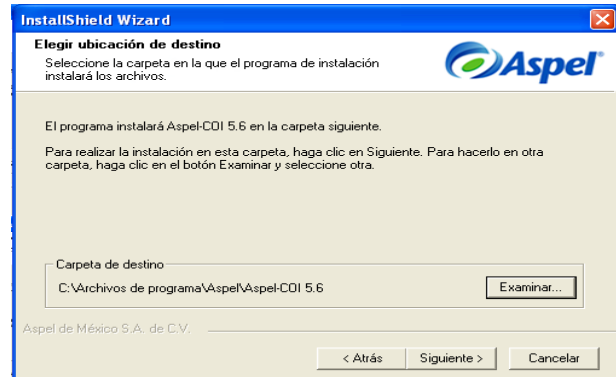 InstallShield Wizard
Elegir ubicación de destino
Seleccione la carpeta en la que el programa de instalación
instalará los archivos.
Aspel
El programa instalará Aspel-COI 5.6 en la carpeta siguiente.
Para realizar la instalación en esta carpeta, haga clic en Siguiente. Para hacerlo en otra
carpeta, haga clic en el botón Examinar y seleccione otra.
Carpeta de destino
C:\Archivos de programa\Aspel\Aspel-COI 5.6
Examinar...
Aspel de México S.A. de C.V.
< Atrás
Siguiente >
Cancelar